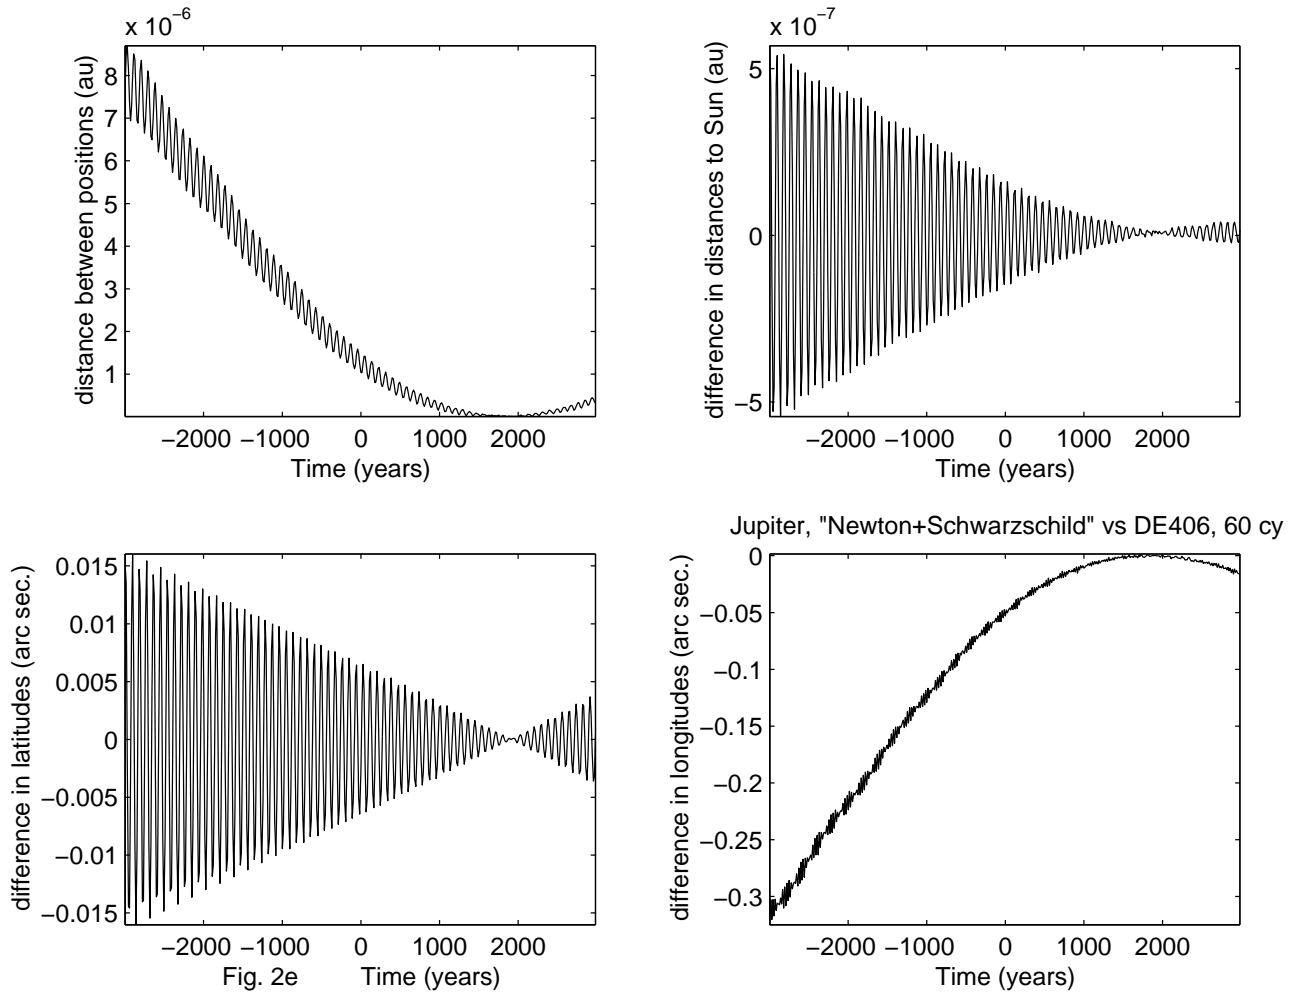 x 10−6
distance between positions (au)
8
7
6
5
4
3
2
1
−2000 −1000 0 1000 2000
Time (years)
x 10−7
difference in distances to Sun (au)
5
0
−5
−2000 −1000 0 1000 2000
Time (years)
difference in latitudes (arc sec.)
0.015
0.01
0.005
0
−0.005
−0.01
−0.015
−2000 −1000 0 1000 2000
Fig. 2e Time (years)
Jupiter, "Newton+Schwarzschild" vs DE406, 60 cy
difference in longitudes (arc sec.)
0
−0.05
−0.1
−0.15
−0.2
−0.25
−0.3
−2000 −1000 0 1000 2000
Time (years)